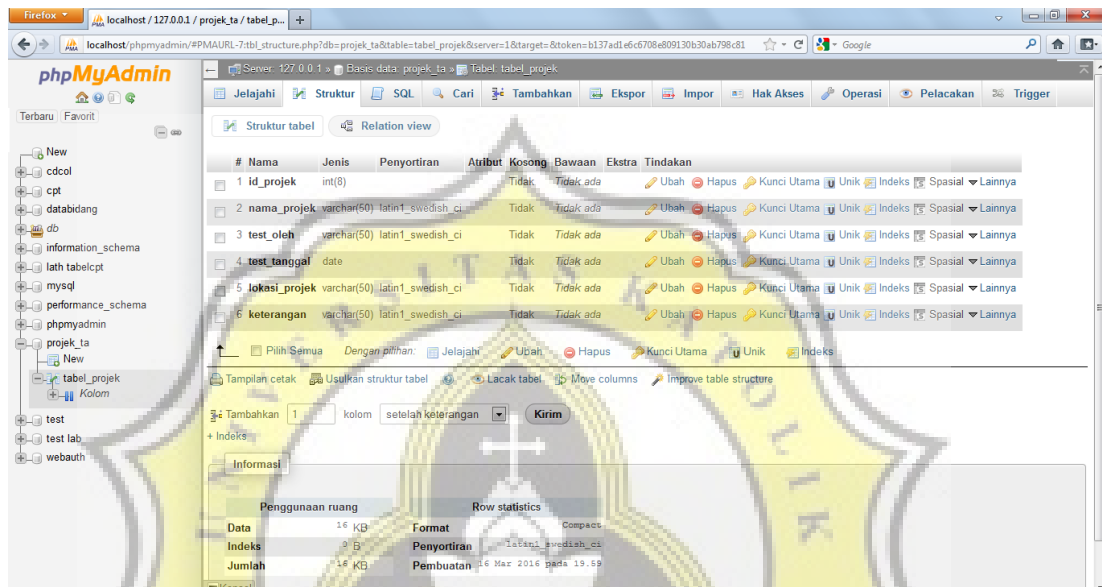 Firefox
localhost / 127.0.0.1 / projek_ta / tabel_p...
localhost/phpmyadmin/#PMAURL-7:tbl_structure.php?db=projek_ta&table=tabel_projek&server=1&target=&token=b137ad1e6c6708e809130b30ab798c81
Google
phpMyAdmin
Terbaru Favorit
New
cdcol
cpt
databidang
db
information_schema
lath tabelcpt
mysql
performance_schema
phpmyadmin
projek_ta
New
tabel_projek
Kolom
test
test lab
webauth
Server: 127.0.0.1 » Basis data: projek_ta » Tabel: tabel_projek
Jelajahi Struktur SQL Cari Tambahkan Ekspor Impor Hak Akses Operasi Pelacakan Trigger
Struktur tabel Relation view
# Nama Jenis Penyortiran Atribut Kosong Bawaan Ekstra Tindakan
1 id_projek int(8) Tidak Tidak ada Ubah Hapus Kunci Utama Unik Indeks Spasial Lainnya
2 nama_projek varchar(50) latin1_swedish_ci Tidak Tidak ada Ubah Hapus Kunci Utama Unik Indeks Spasial Lainnya
3 test_oleh varchar(50) latin1_swedish_ci Tidak Tidak ada Ubah Hapus Kunci Utama Unik Indeks Spasial Lainnya
4 test_tanggal date Tidak Tidak ada Ubah Hapus Kunci Utama Unik Indeks Spasial Lainnya
5 lokasi_projek varchar(50) latin1_swedish_ci Tidak Tidak ada Ubah Hapus Kunci Utama Unik Indeks Spasial Lainnya
6 keterangan varchar(50) latin1_swedish_ci Tidak Tidak ada Ubah Hapus Kunci Utama Unik Indeks Spasial Lainnya
Pilih Semua Dengan pilihan: Jelajahi Ubah Hapus Kunci Utama Unik Indeks
Tampilan cetak Usulkan struktur tabel Lacak tabel Move columns Improve table structure
Tambahkan 1 kolom setelah keterangan Kirim
+ Indeks
Informasi
Penggunaan ruang
Data 16 KB
Indeks 0 B
Jumlah 16 KB
Row statistics
Format Compact
Penyortiran latin1_swedish_ci
Pembuatan 16 Mar 2016 pada 19.59